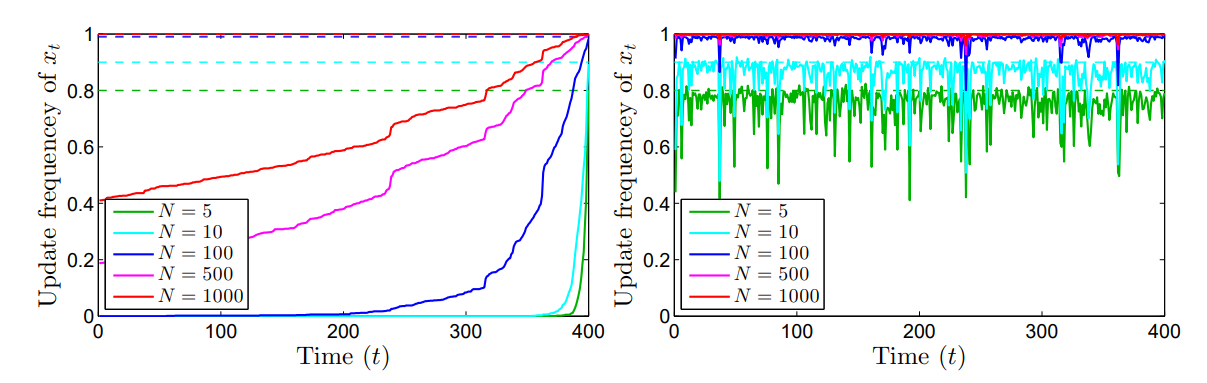 Update frequency of x_t
1
0.8
0.6
0.4
0.2
0
N = 5
N = 10
N = 100
N = 500
N = 1000
0 100 200 300 400
Time (t)
Update frequency of x_t
1
0.8
0.6
0.4
0.2
0
N = 5
N = 10
N = 100
N = 500
N = 1000
0 100 200 300 400
Time (t)